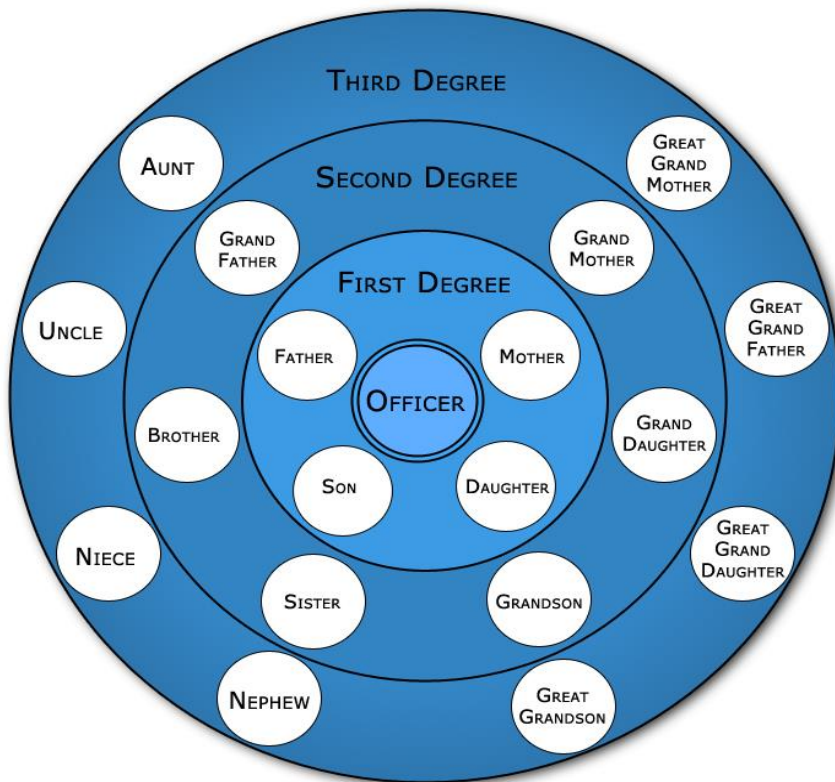 THIRD DEGREE
AUNT
GREAT
GRAND
MOTHER
SECOND DEGREE
GRAND
FATHER
GRAND
MOTHER
FIRST DEGREE
UNCLE
GREAT
GRAND
FATHER
FATHER
MOTHER
OFFICER
BROTHER
GRAND
DAUGHTER
SON
DAUGHTER
NIECE
GREAT
GRAND
DAUGHTER
SISTER
GRANDSON
NEPHEW
GREAT
GRANDSON